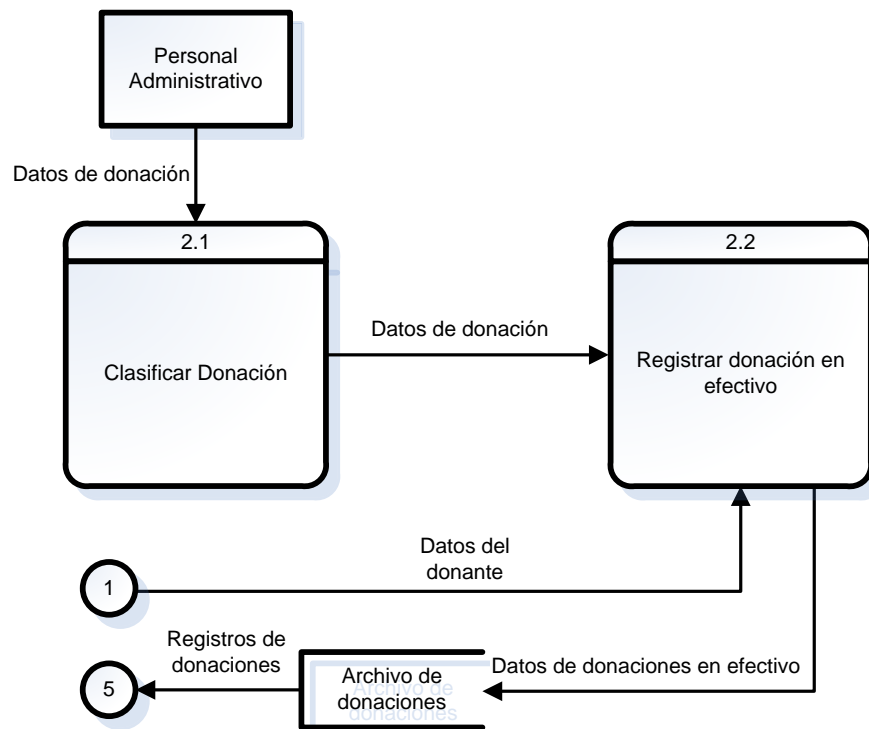 Personal
Administrativo
Datos de donación
2.1
Clasificar Donación
Datos de donación
2.2
Registrar donación en
efectivo
Datos del
donante
1
Registros de
donaciones
5
Archivo de
donaciones
Datos de donaciones en efectivo